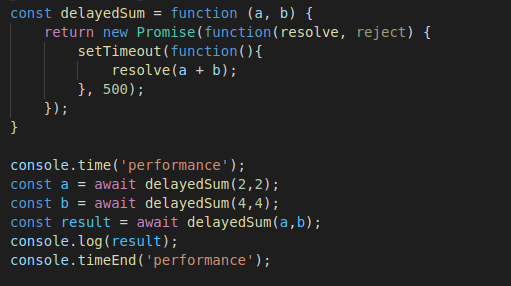 const delayedSum = function (a, b) {
    return new Promise(function(resolve, reject) {
        setTimeout(function(){
            resolve(a + b);
        }, 500);
    });
}

console.time('performance');
const a = await delayedSum(2,2);
const b = await delayedSum(4,4);
const result = await delayedSum(a,b);
console.log(result);
console.timeEnd('performance');